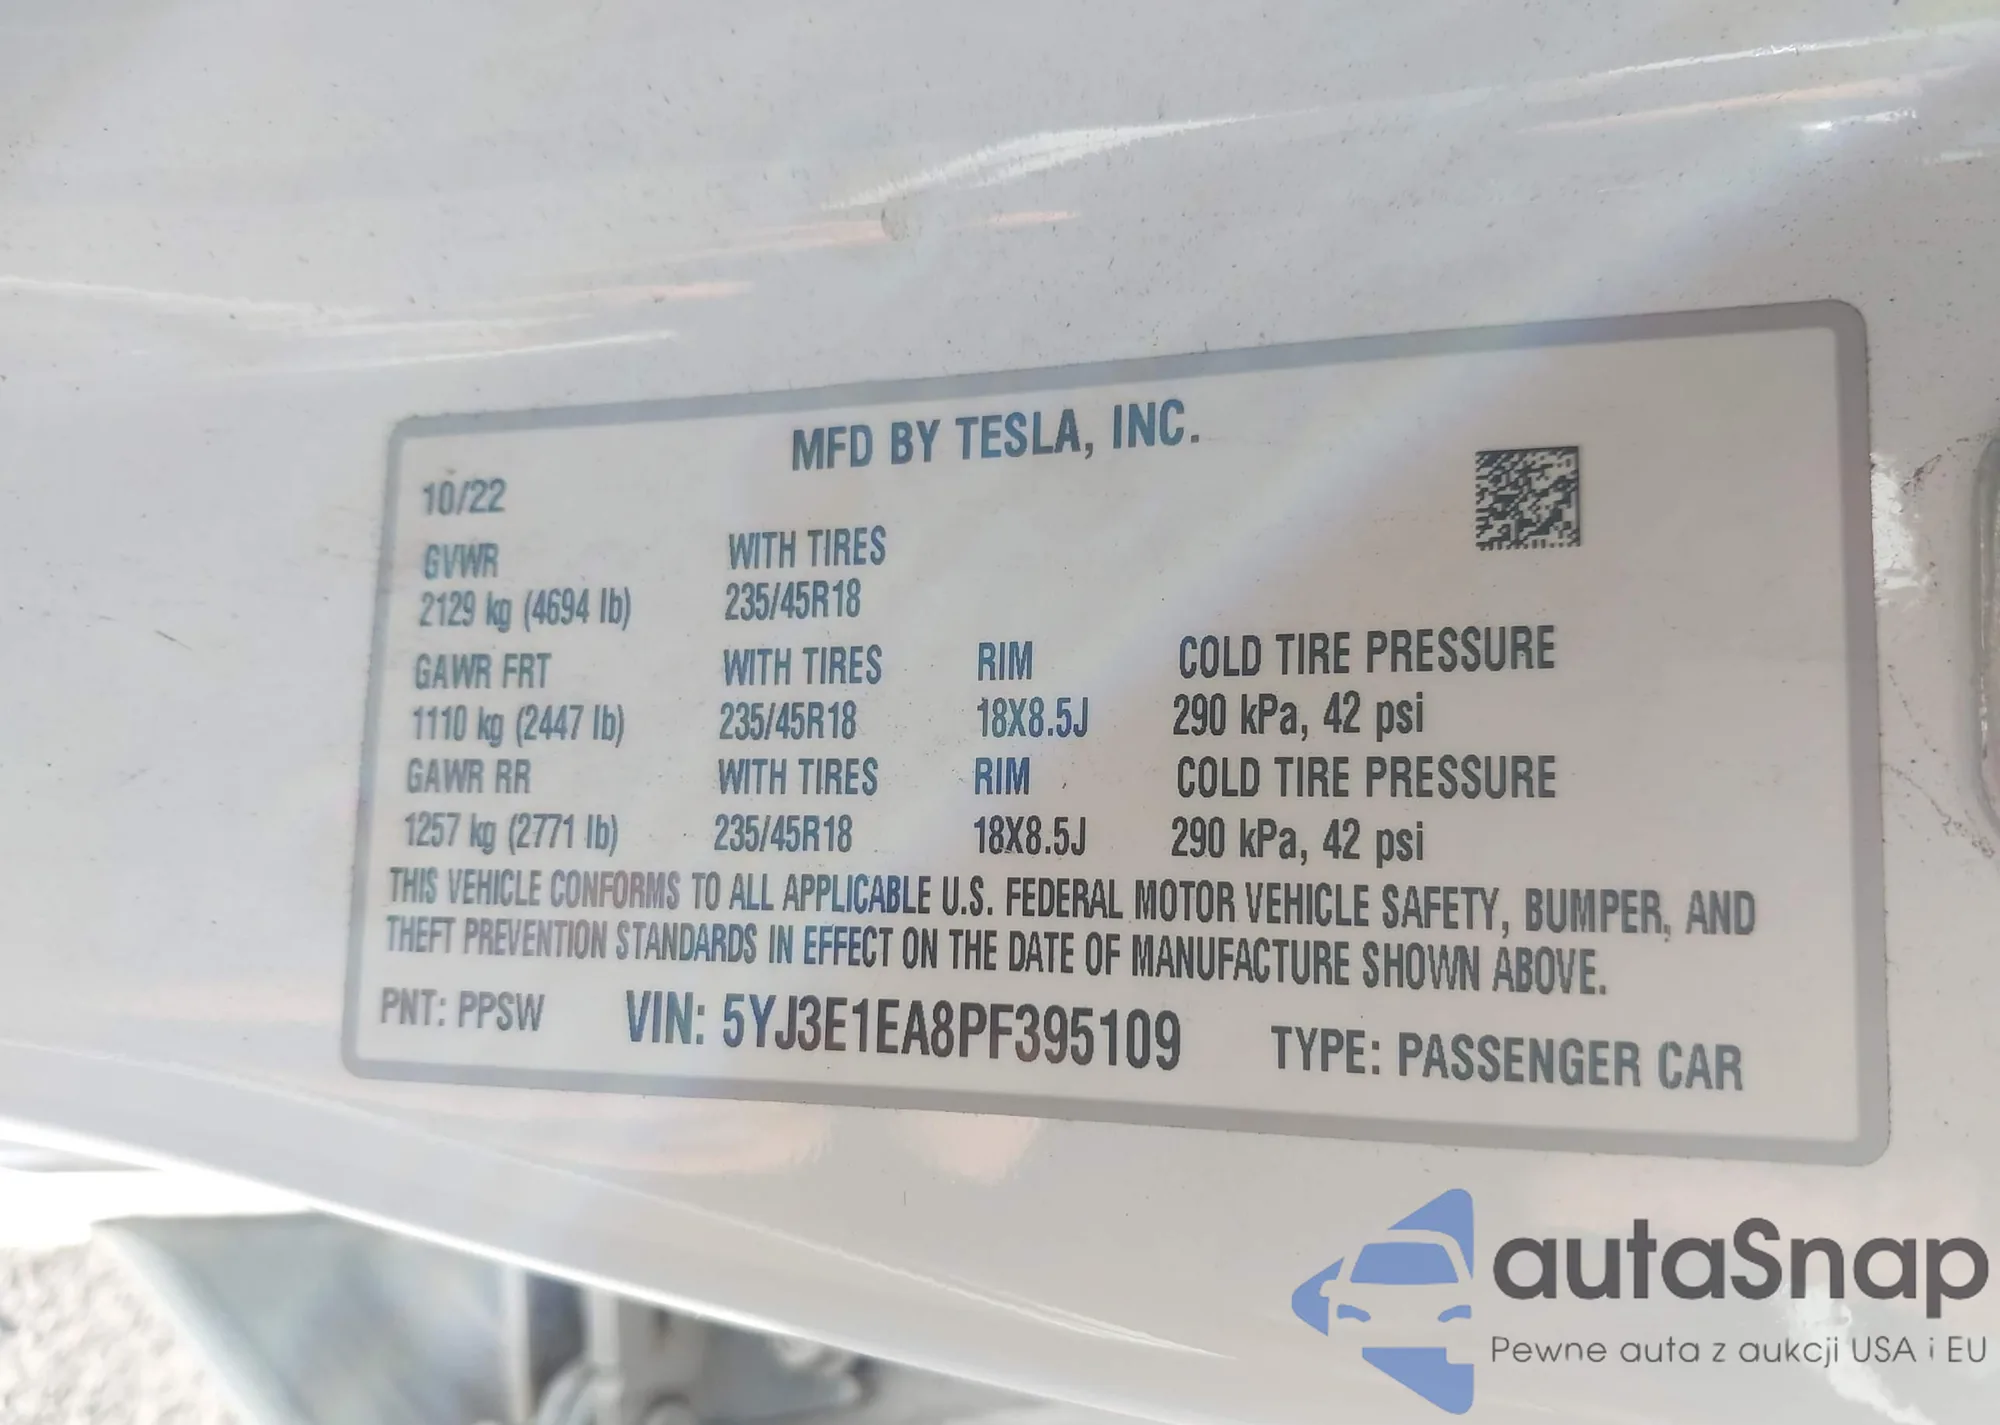 MFD BY TESLA, INC.
10/22
GVWR WITH TIRES
2129 kg (4694 lb) 235/45R18
GAWR FRT WITH TIRES RIM COLD TIRE PRESSURE
1110 kg (2447 lb) 235/45R18 18X8.5J 290 kPa, 42 psi
GAWR RR WITH TIRES RIM COLD TIRE PRESSURE
1257 kg (2771 lb) 235/45R18 18X8.5J 290 kPa, 42 psi
THIS VEHICLE CONFORMS TO ALL APPLICABLE U.S. FEDERAL MOTOR VEHICLE SAFETY, BUMPER, AND
THEFT PREVENTION STANDARDS IN EFFECT ON THE DATE OF MANUFACTURE SHOWN ABOVE.
PNT: PPSW VIN: 5YJ3E1EA8PF395109 TYPE: PASSENGER CAR
autaSnap
Pewne auta z aukcji USA i EU